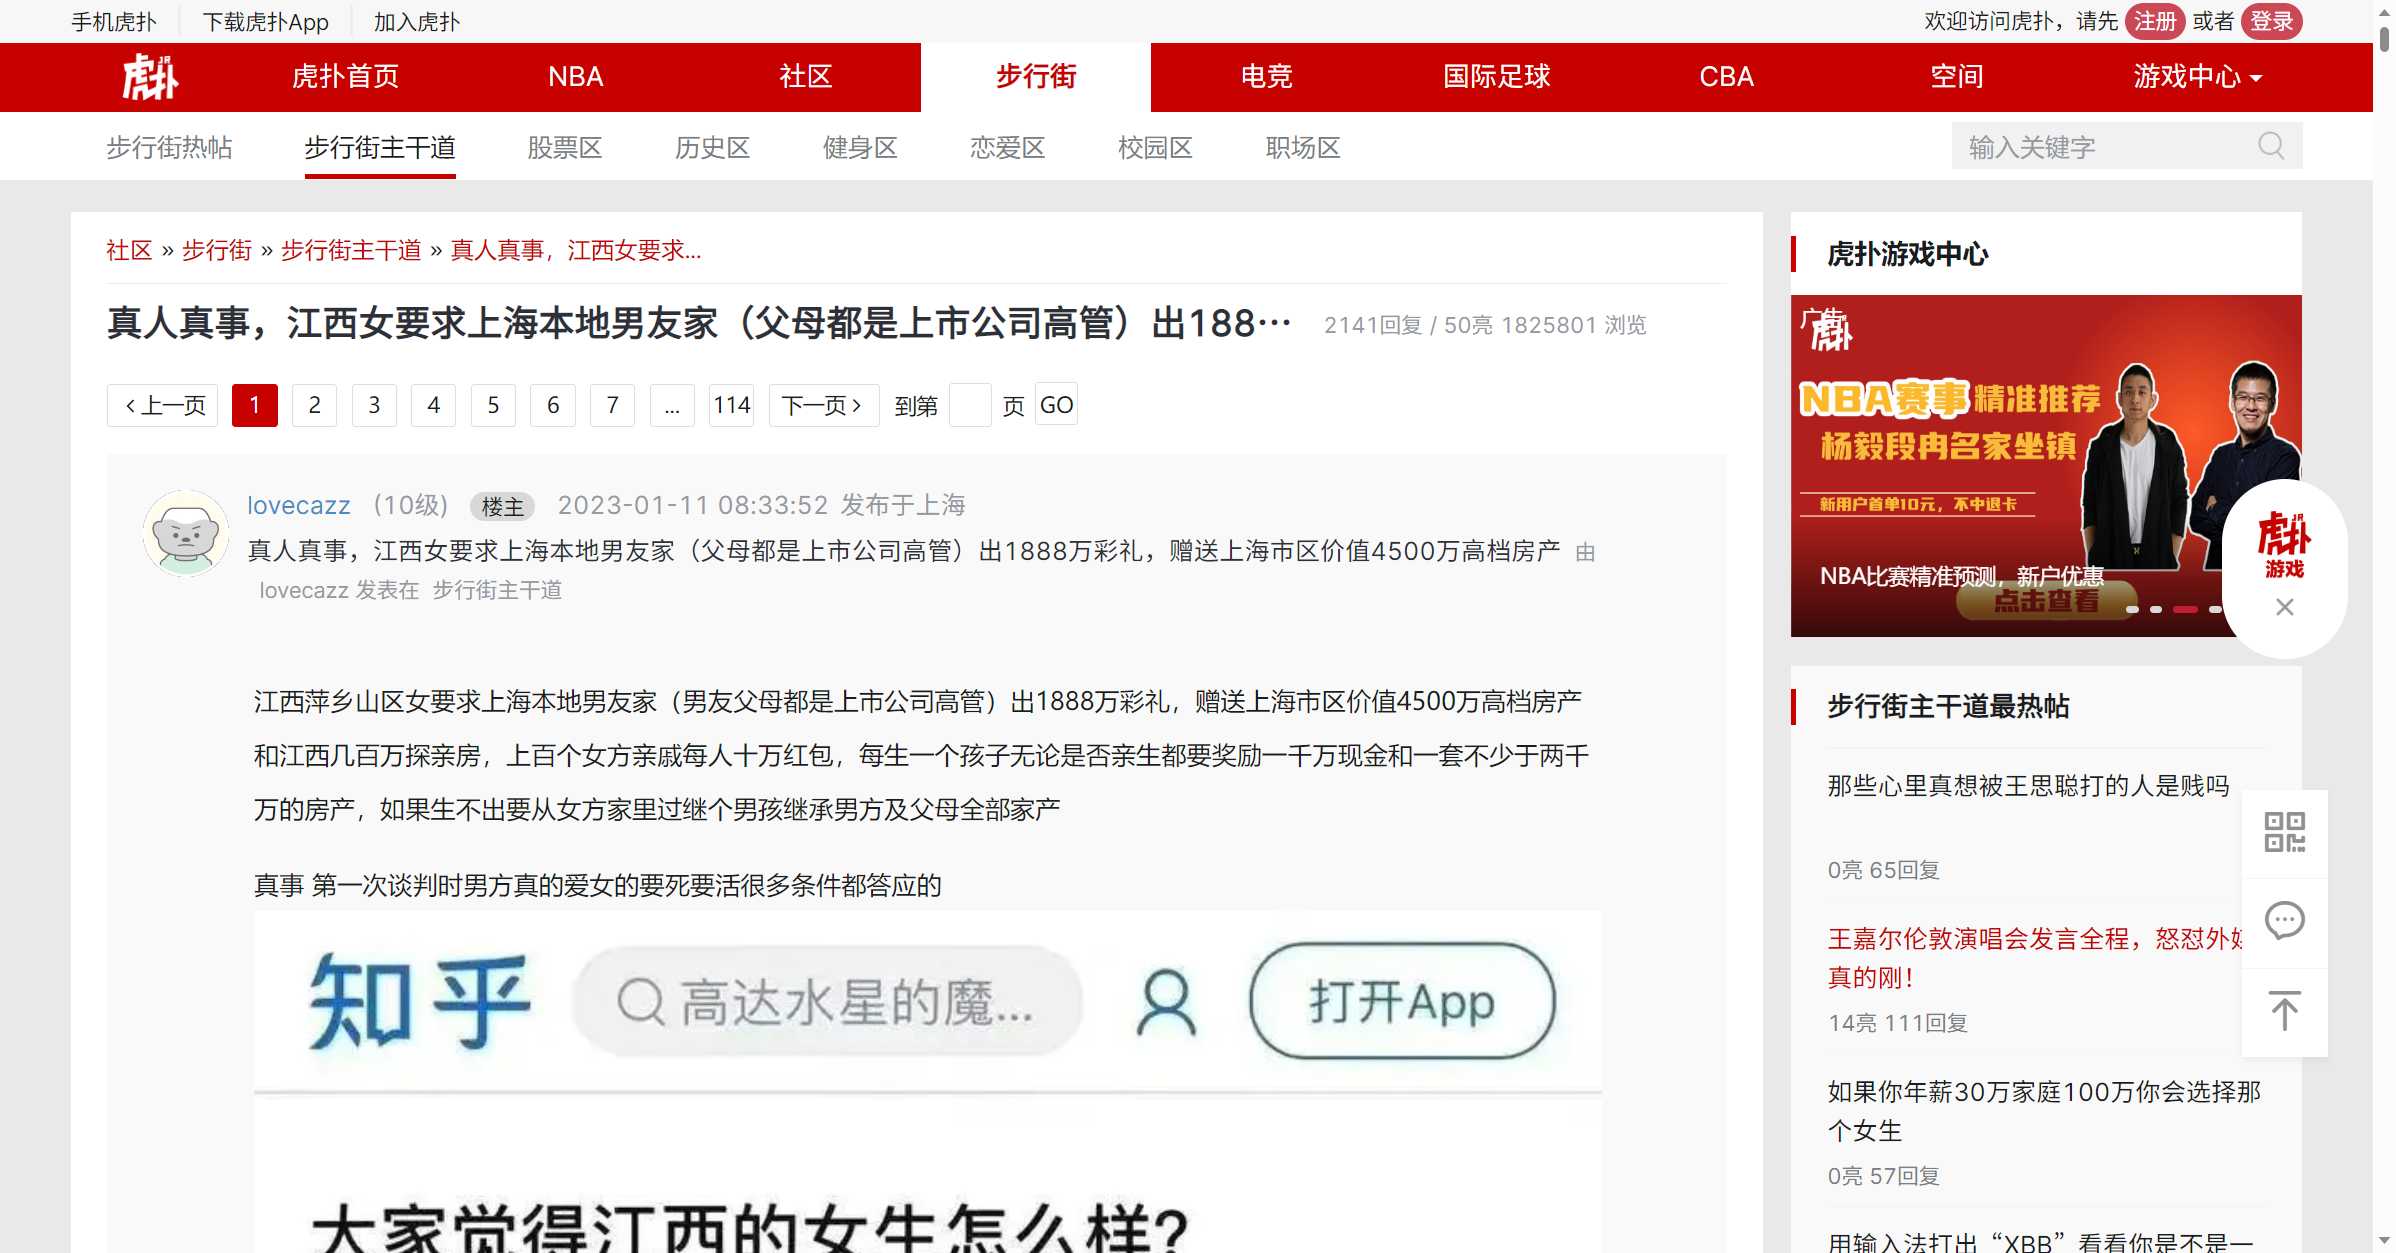 手机虎扑 下载虎扑App 加入虎扑 欢迎访问虎扑，请先 注册 或者 登录
虎扑 JR 虎扑首页 NBA 社区 步行街 电竞 国际足球 CBA 空间 游戏中心
步行街热帖 步行街主干道 股票区 历史区 健身区 恋爱区 校园区 职场区 输入关键字
社区 » 步行街 » 步行街主干道 » 真人真事，江西女要求...
真人真事，江西女要求上海本地男友家（父母都是上市公司高管）出188… 2141回复 / 50亮 1825801 浏览
上一页 1 2 3 4 5 6 7 ... 114 下一页 到第 页 GO
lovecazz （10级） 楼主 2023-01-11 08:33:52 发布于上海
真人真事，江西女要求上海本地男友家（父母都是上市公司高管）出1888万彩礼，赠送上海市区价值4500万高档房产 由
lovecazz 发表在 步行街主干道
江西萍乡山区女要求上海本地男友家（男友父母都是上市公司高管）出1888万彩礼，赠送上海市区价值4500万高档房产
和江西几百万探亲房，上百个女方亲戚每人十万红包，每生一个孩子无论是否亲生都要奖励一千万现金和一套不少于两千
万的房产，如果生不出要从女方家里过继个男孩继承男方及父母全部家产
真事 第一次谈判时男方真的爱女的要死要活很多条件都答应的
知乎 高达水星的魔... 打开App
大家觉得江西的女生怎么样?
虎扑游戏中心
广告
虎扑
NBA赛事精准推荐
杨毅段冉名家坐镇
新用户首单10元，不中退卡
NBA比赛精准预测，新户优惠
点击查看
虎扑 JR
游戏
步行街主干道最热帖
那些心里真想被王思聪打的人是贱吗
0亮 65回复
王嘉尔伦敦演唱会发言全程，怒怼外
真的刚！
14亮 111回复
如果你年薪30万家庭100万你会选择那
个女生
0亮 57回复
用输入法打出“XBB”看看你是不是一